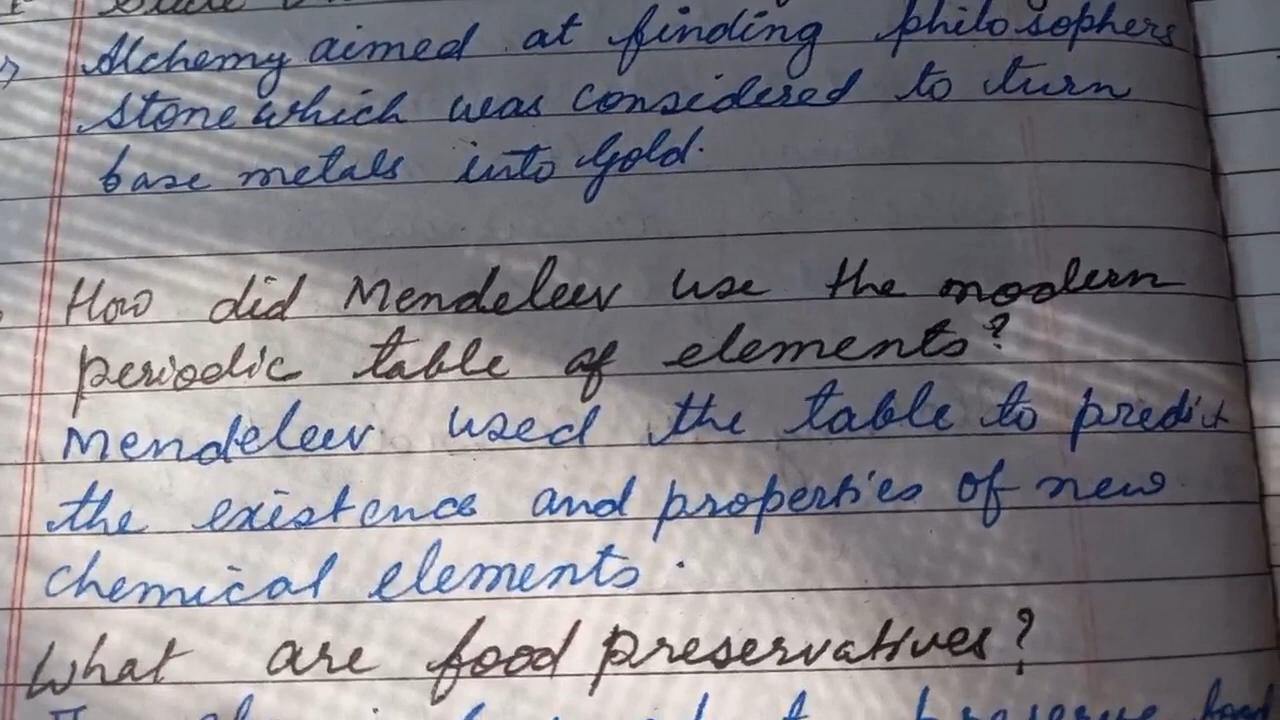 Alchemy aimed at finding philosophers
stone which was considered to turn
base metals into Gold.
How did Mendeleev use the modern
periodic table of elements?
Mendeleev used the table to predict
the existence and properties of new
chemical elements.
What are food preservatives?
preserve food